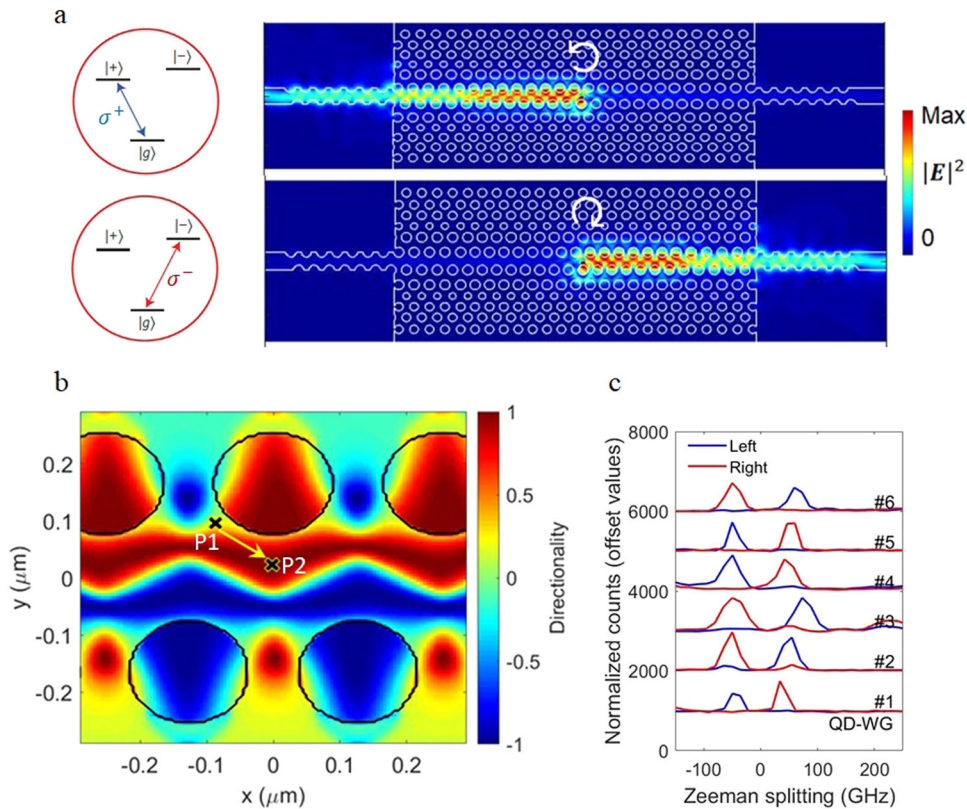 a
|+⟩
|−⟩
σ⁺
|g⟩
|+⟩
|−⟩
σ⁻
|g⟩
Max
|E|²
0
b
y (μm)
0.2
0.1
0
-0.1
-0.2
P1
P2
-0.2
-0.1
0
0.1
0.2
x (μm)
1
0.5
0
-0.5
-1
Directionality
c
Normalized counts (offset values)
8000
6000
4000
2000
0
Left
Right
#6
#5
#4
#3
#2
#1
QD-WG
-100
0
100
200
Zeeman splitting (GHz)